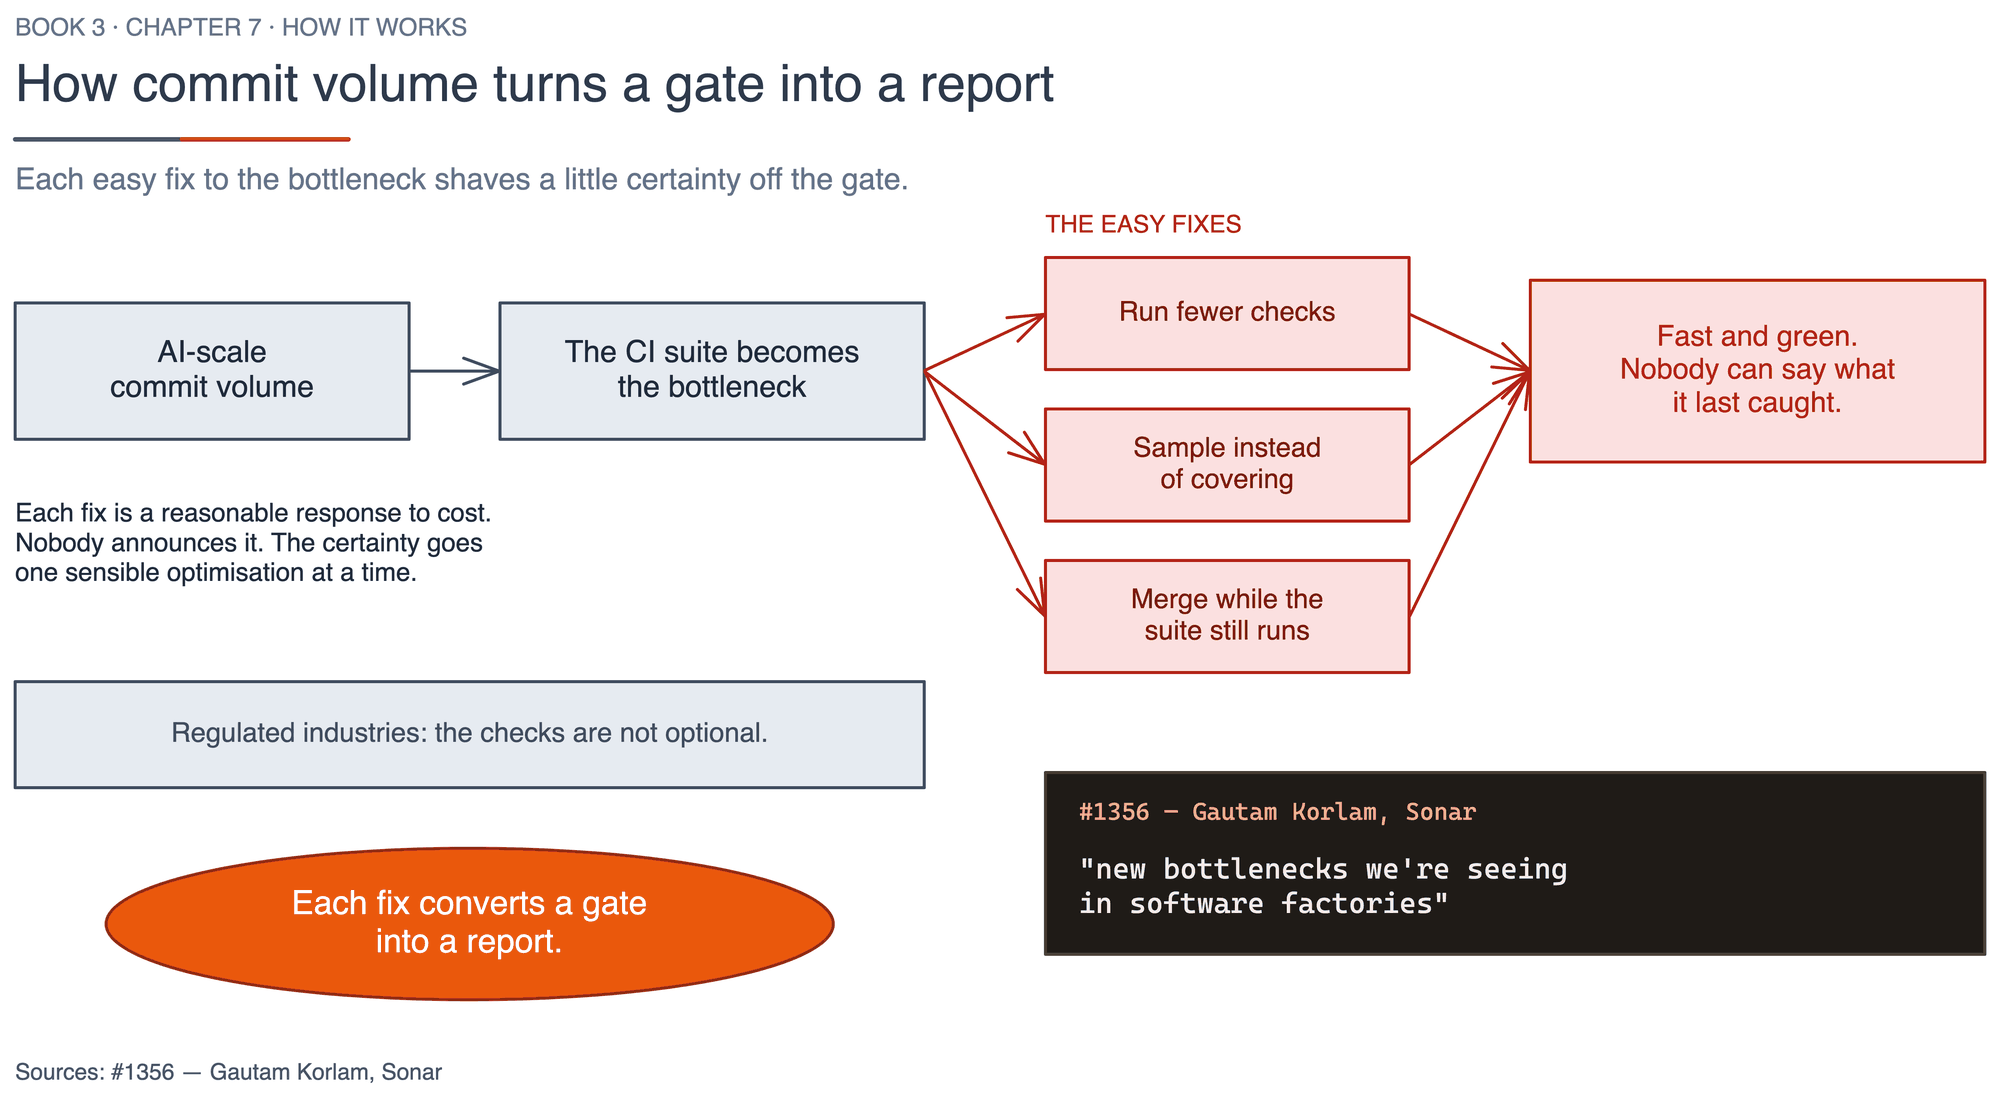 BOOK 3 · CHAPTER 7 · HOW IT WORKS
How commit volume turns a gate into a report
Each easy fix to the bottleneck shaves a little certainty off the gate.
THE EASY FIXES
AI-scale
commit volume
The CI suite becomes
the bottleneck
Run fewer checks
Sample instead
of covering
Merge while the
suite still runs
Fast and green.
Nobody can say what
it last caught.
Each fix is a reasonable response to cost.
Nobody announces it. The certainty goes
one sensible optimisation at a time.
Regulated industries: the checks are not optional.
Each fix converts a gate
into a report.
#1356 — Gautam Korlam, Sonar
"new bottlenecks we're seeing
in software factories"
Sources: #1356 — Gautam Korlam, Sonar